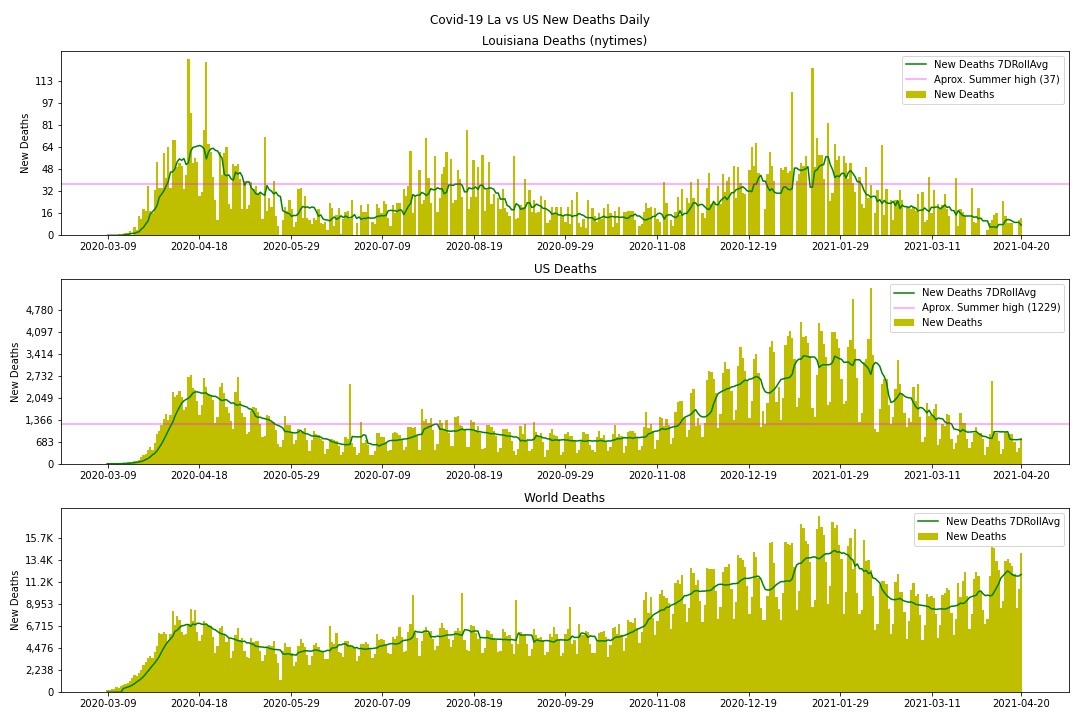 Covid-19 La vs US New Deaths Daily
Louisiana Deaths (nytimes)
New Deaths 7DRollAvg
Aprox. Summer high (37)
New Deaths
New Deaths
113
97
81
64
48
32
16
0
2020-03-09 2020-04-18 2020-05-29 2020-07-09 2020-08-19 2020-09-29 2020-11-08 2020-12-19 2021-01-29 2021-03-11 2021-04-20
US Deaths
New Deaths 7DRollAvg
Aprox. Summer high (1229)
New Deaths
New Deaths
4,780
4,097
3,414
2,732
2,049
1,366
683
0
2020-03-09 2020-04-18 2020-05-29 2020-07-09 2020-08-19 2020-09-29 2020-11-08 2020-12-19 2021-01-29 2021-03-11 2021-04-20
World Deaths
New Deaths 7DRollAvg
New Deaths
New Deaths
15.7K
13.4K
11.2K
8,953
6,715
4,476
2,238
0
2020-03-09 2020-04-18 2020-05-29 2020-07-09 2020-08-19 2020-09-29 2020-11-08 2020-12-19 2021-01-29 2021-03-11 2021-04-20